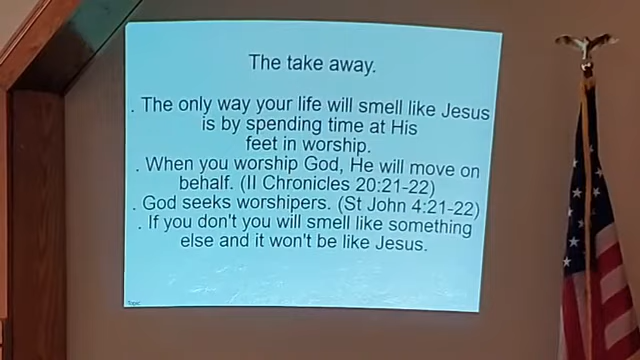 The take away.
. The only way your life will smell like Jesus
is by spending time at His
feet in worship.
. When you worship God, He will move on
behalf. (II Chronicles 20:21-22)
. God seeks worshipers. (St John 4:21-22)
. If you don't you will smell like something
else and it won't be like Jesus.
Topic